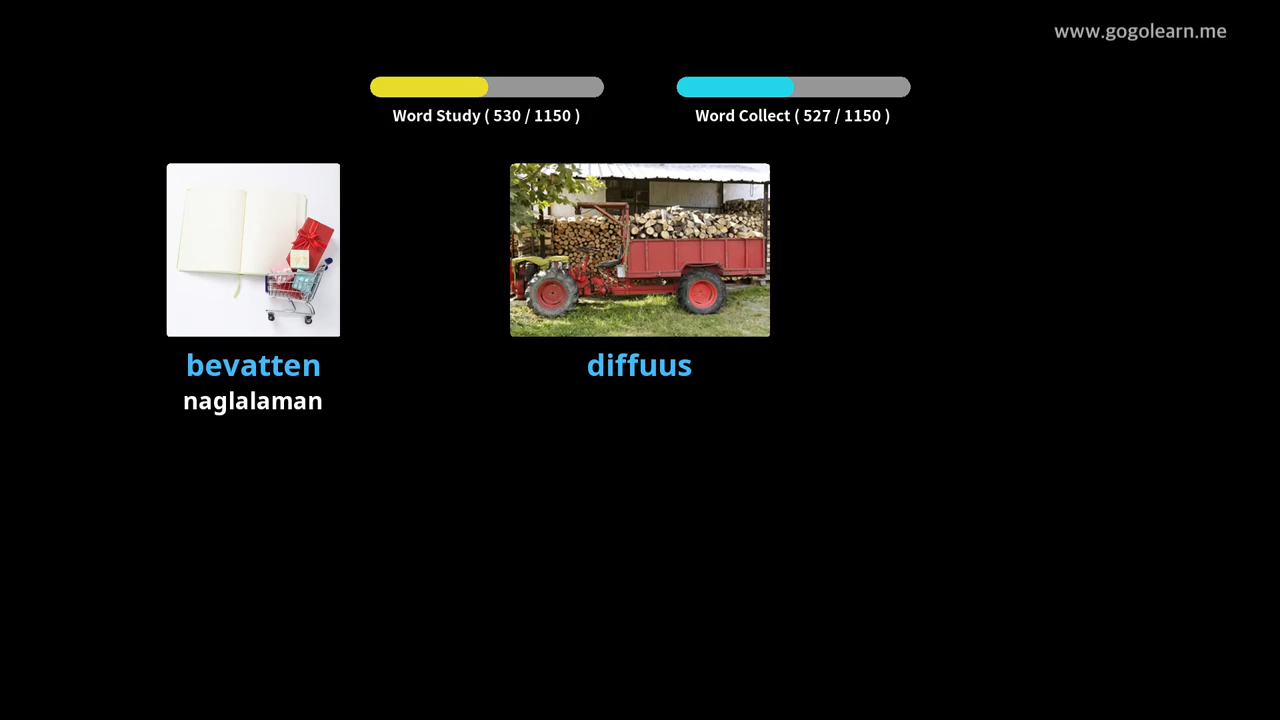 www.gogolearn.me
Word Study ( 530 / 1150 )
Word Collect ( 527 / 1150 )
bevatten
naglalaman
diffuus